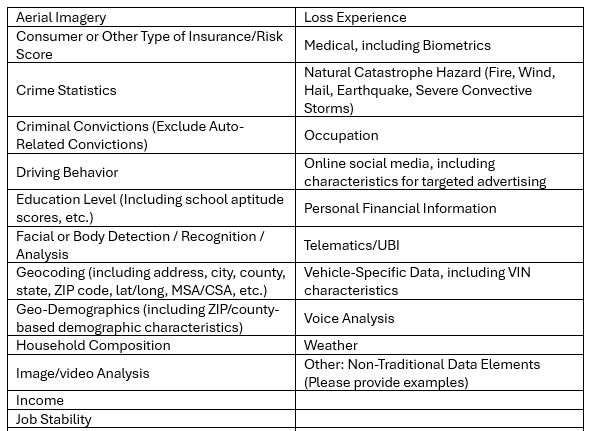 Aerial Imagery
Loss Experience
Consumer or Other Type of Insurance/Risk
Score
Medical, including Biometrics
Crime Statistics
Natural Catastrophe Hazard (Fire, Wind,
Hail, Earthquake, Severe Convective
Storms)
Criminal Convictions (Exclude Auto-
Related Convictions)
Occupation
Driving Behavior
Online social media, including
characteristics for targeted advertising
Education Level (Including school aptitude
scores, etc.)
Personal Financial Information
Facial or Body Detection / Recognition /
Analysis
Telematics/UBI
Geocoding (including address, city, county,
state, ZIP code, lat/long, MSA/CSA, etc.)
Vehicle-Specific Data, including VIN
characteristics
Geo-Demographics (including ZIP/county-
based demographic characteristics)
Voice Analysis
Household Composition
Weather
Image/video Analysis
Other: Non-Traditional Data Elements
(Please provide examples)
Income
Job Stability